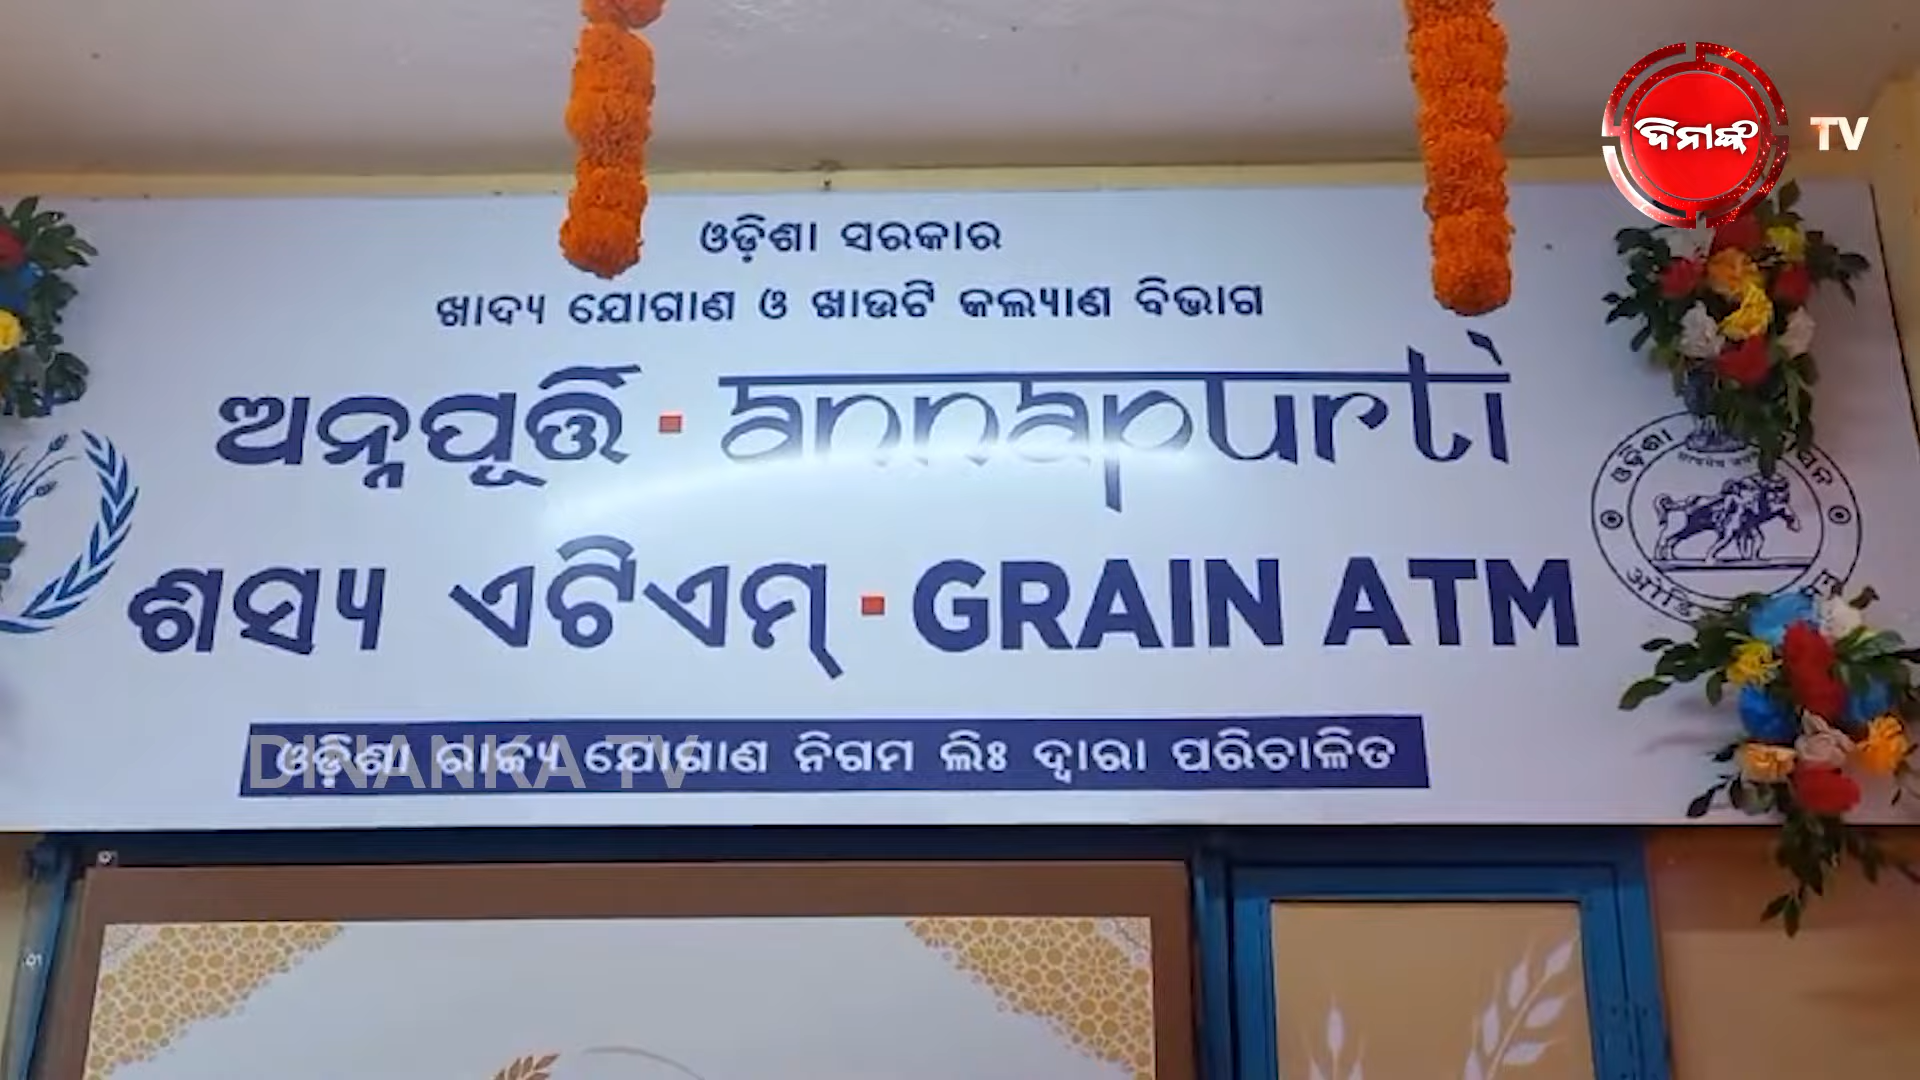 ଦିନାଙ୍କ TV
ଓଡ଼ିଶା ସରକାର
ଖାଦ୍ୟ ଯୋଗାଣ ଓ ଖାଉଟି କଲ୍ୟାଣ ବିଭାଗ
ଅନ୍ନପୂର୍ତ୍ତି ▪ annapurti
ଶସ୍ୟ ଏଟିଏମ୍ ▪ GRAIN ATM
ଓଡ଼ିଶା ରାଜ୍ୟ ଯୋଗାଣ ନିଗମ ଲିଃ ଦ୍ୱାରା ପରିଚାଳିତ
DINANKA TV